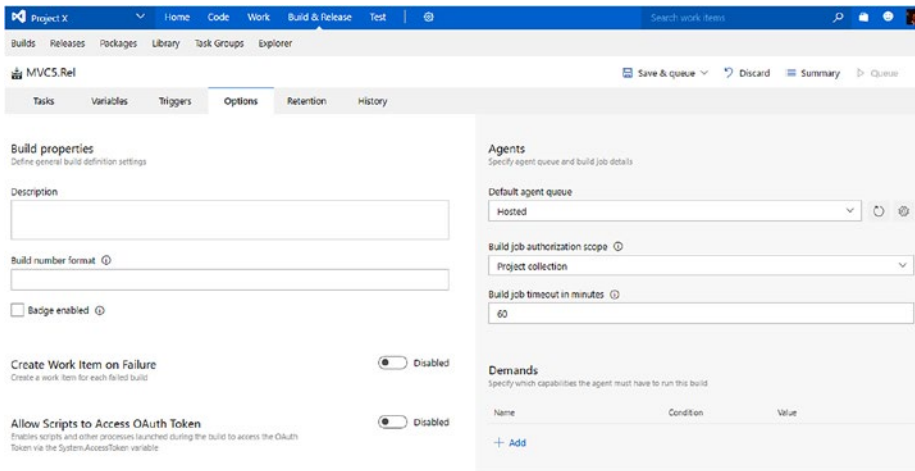 Project X Home Code Work Build & Release Test Search work items
Builds Releases Packages Library Task Groups Explorer
MVC5.Rel Save & queue Discard Summary Queue
Tasks Variables Triggers Options Retention History
Build properties
Define general build definition settings
Description
Build number format
Badge enabled
Create Work Item on Failure Disabled
Create a work item for each failed build
Allow Scripts to Access OAuth Token Disabled
Enables scripts and other processes launched during the build to access the OAuth
Token via the System.AccessToken variable
Agents
Specify agent queue and build job details
Default agent queue
Hosted
Build job authorization scope
Project collection
Build job timeout in minutes
60
Demands
Specify which capabilities the agent must have to run this build
Name Condition Value
+ Add